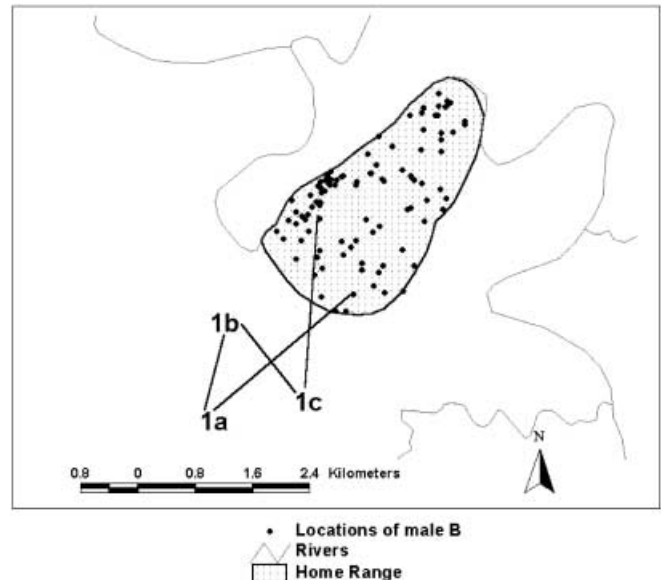 N
1b
1c
1a
0.8 0 0.8 1.6 2.4 Kilometers
Locations of male B
Rivers
Home Range